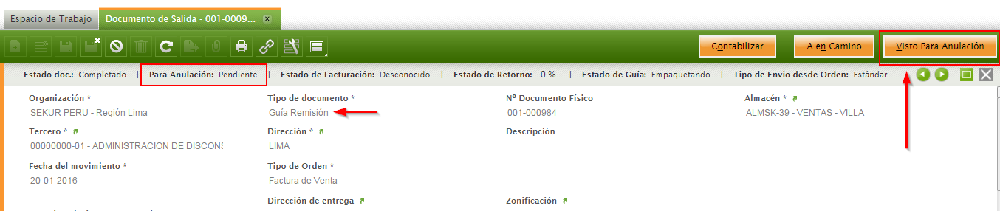 Espacio de Trabajo Documento de Salida - 001-0009...
Contabilizar A en Camino Visto Para Anulación
Estado doc.: Completado | Para Anulación: Pendiente | Estado de Facturación: Desconocido | Estado de Retorno: 0 % | Estado de Guía: Empaquetando | Tipo de Envio desde Orden: Estándar
Organización * Tipo de documento * Nº Documento Físico Almacén *
SEKUR PERU - Región Lima Guía Remisión 001-000984 ALMSK-39 - VENTAS - VILLA
Tercero * Dirección * Descripción
00000000-01 - ADMINISTRACION DE DISCONS LIMA
Fecha del movimiento * Tipo de Orden *
20-01-2016 Factura de Venta
Dirección de entrega Zonificación